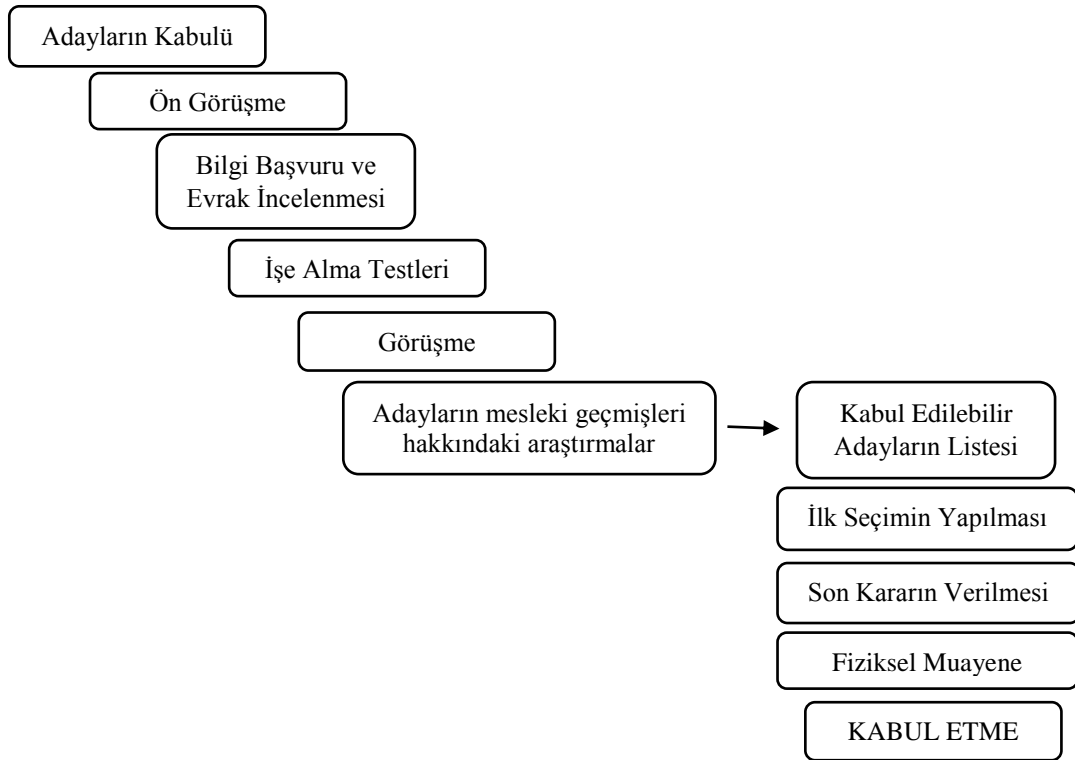 Adayların Kabulü
Ön Görüşme
Bilgi Başvuru ve
Evrak İncelenmesi
İşe Alma Testleri
Görüşme
Adayların mesleki geçmişleri
hakkındaki araştırmalar
Kabul Edilebilir
Adayların Listesi
İlk Seçimin Yapılması
Son Kararın Verilmesi
Fiziksel Muayene
KABUL ETME